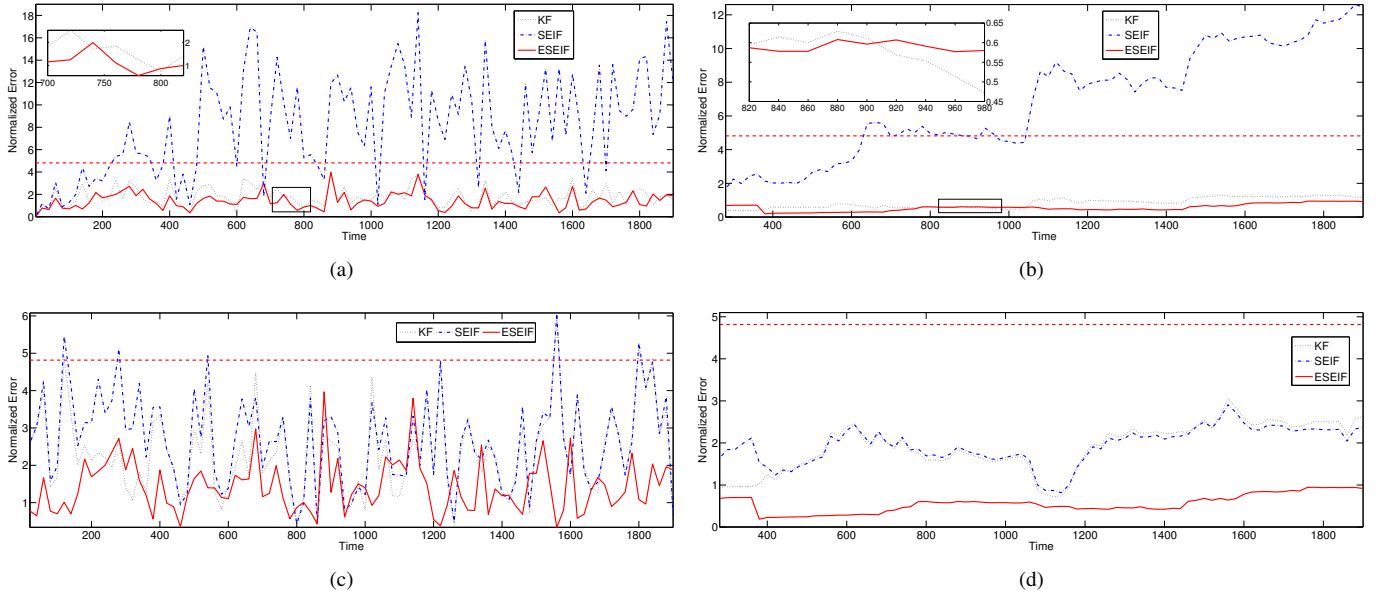 18
16
14
12
10
8
6
4
2
0
Normalized Error
200 400 600 800 1000 1200 1400 1600 1800
Time
KF
SEIF
ESEIF
2
1
700 750 800
(a)
12
10
8
6
4
2
0
Normalized Error
400 600 800 1000 1200 1400 1600 1800
Time
KF
SEIF
ESEIF
0.65
0.6
0.55
0.5
0.45
820 840 860 880 900 920 940 960 980
(b)
6
5
4
3
2
1
Normalized Error
200 400 600 800 1000 1200 1400 1600 1800
Time
KF SEIF ESEIF
(c)
5
4
3
2
1
0
Normalized Error
400 600 800 1000 1200 1400 1600 1800
Time
KF
SEIF
ESEIF
(d)